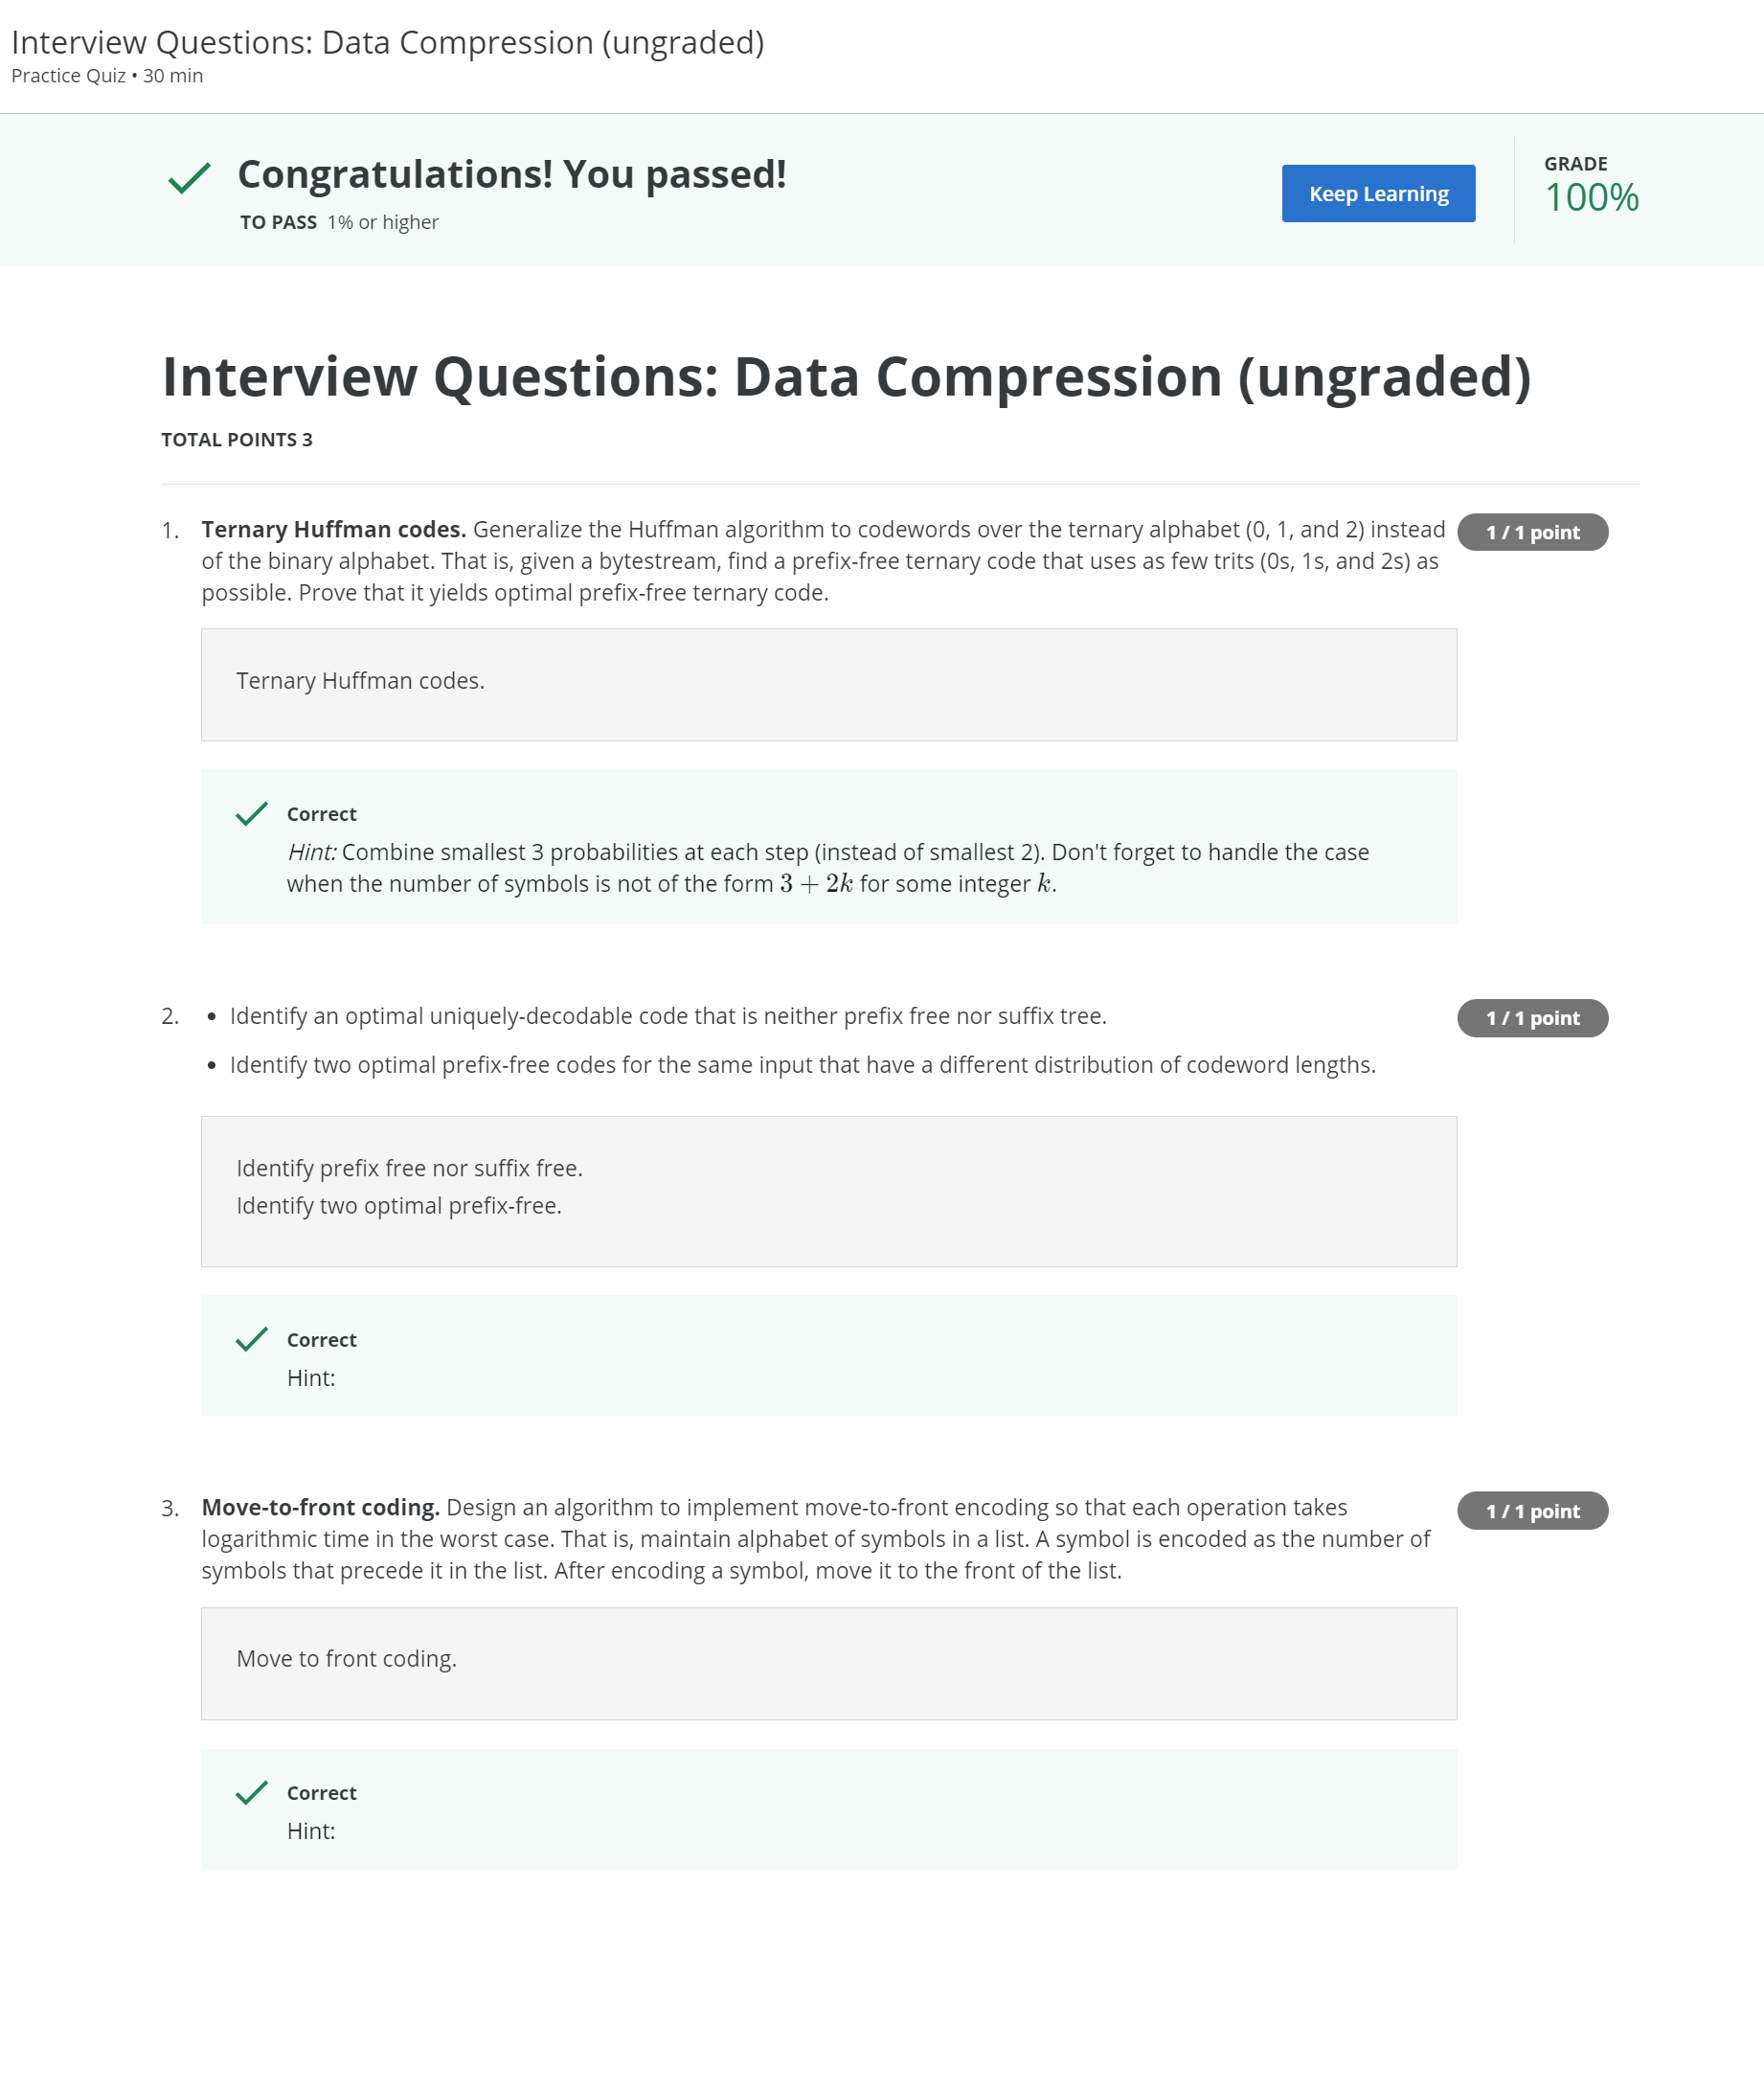 Interview Questions: Data Compression (ungraded)
Practice Quiz • 30 min
Congratulations! You passed!
TO PASS 1% or higher
Keep Learning
GRADE
100%
Interview Questions: Data Compression (ungraded)
TOTAL POINTS 3
1. Ternary Huffman codes. Generalize the Huffman algorithm to codewords over the ternary alphabet (0, 1, and 2) instead
1 / 1 point
of the binary alphabet. That is, given a bytestream, find a prefix-free ternary code that uses as few trits (0s, 1s, and 2s) as
possible. Prove that it yields optimal prefix-free ternary code.
Ternary Huffman codes.
Correct
Hint: Combine smallest 3 probabilities at each step (instead of smallest 2). Don't forget to handle the case
when the number of symbols is not of the form 3 + 2k for some integer k.
2. • Identify an optimal uniquely-decodable code that is neither prefix free nor suffix tree.
1 / 1 point
• Identify two optimal prefix-free codes for the same input that have a different distribution of codeword lengths.
Identify prefix free nor suffix free.
Identify two optimal prefix-free.
Correct
Hint:
3. Move-to-front coding. Design an algorithm to implement move-to-front encoding so that each operation takes
1 / 1 point
logarithmic time in the worst case. That is, maintain alphabet of symbols in a list. A symbol is encoded as the number of
symbols that precede it in the list. After encoding a symbol, move it to the front of the list.
Move to front coding.
Correct
Hint: